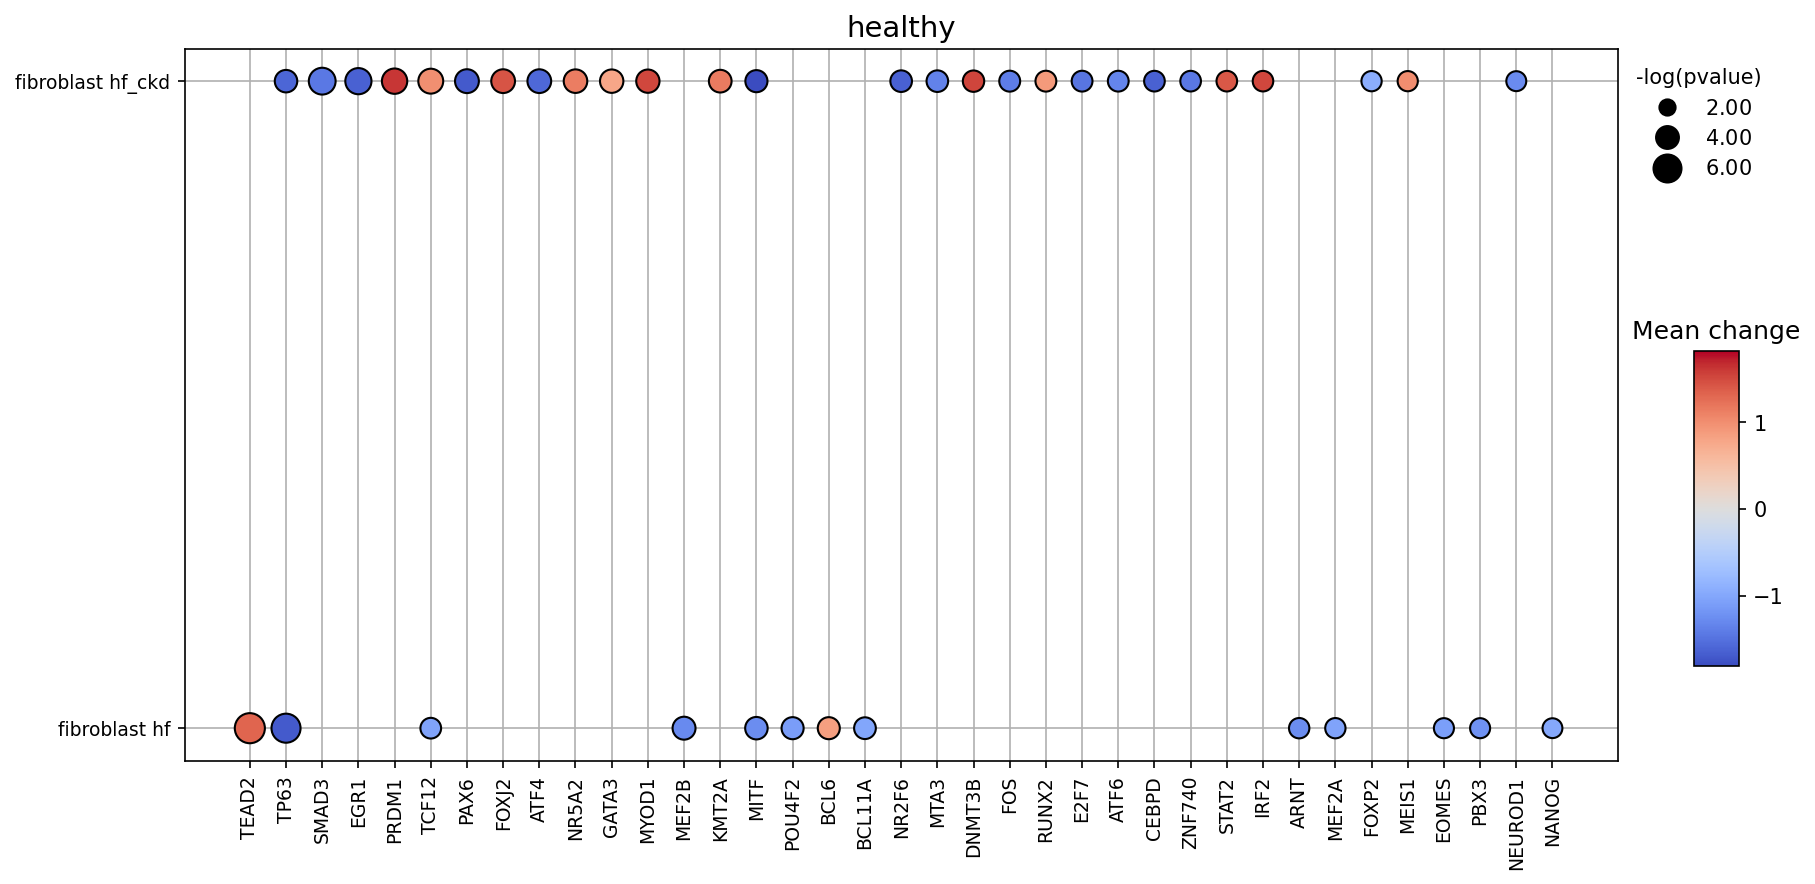 healthy
fibroblast hf_ckd
fibroblast hf
-log(pvalue)
2.00
4.00
6.00
Mean change
1
0
−1
TEAD2
TP63
SMAD3
EGR1
PRDM1
TCF12
PAX6
FOXJ2
ATF4
NR5A2
GATA3
MYOD1
MEF2B
KMT2A
MITF
POU4F2
BCL6
BCL11A
NR2F6
MTA3
DNMT3B
FOS
RUNX2
E2F7
ATF6
CEBPD
ZNF740
STAT2
IRF2
ARNT
MEF2A
FOXP2
MEIS1
EOMES
PBX3
NEUROD1
NANOG